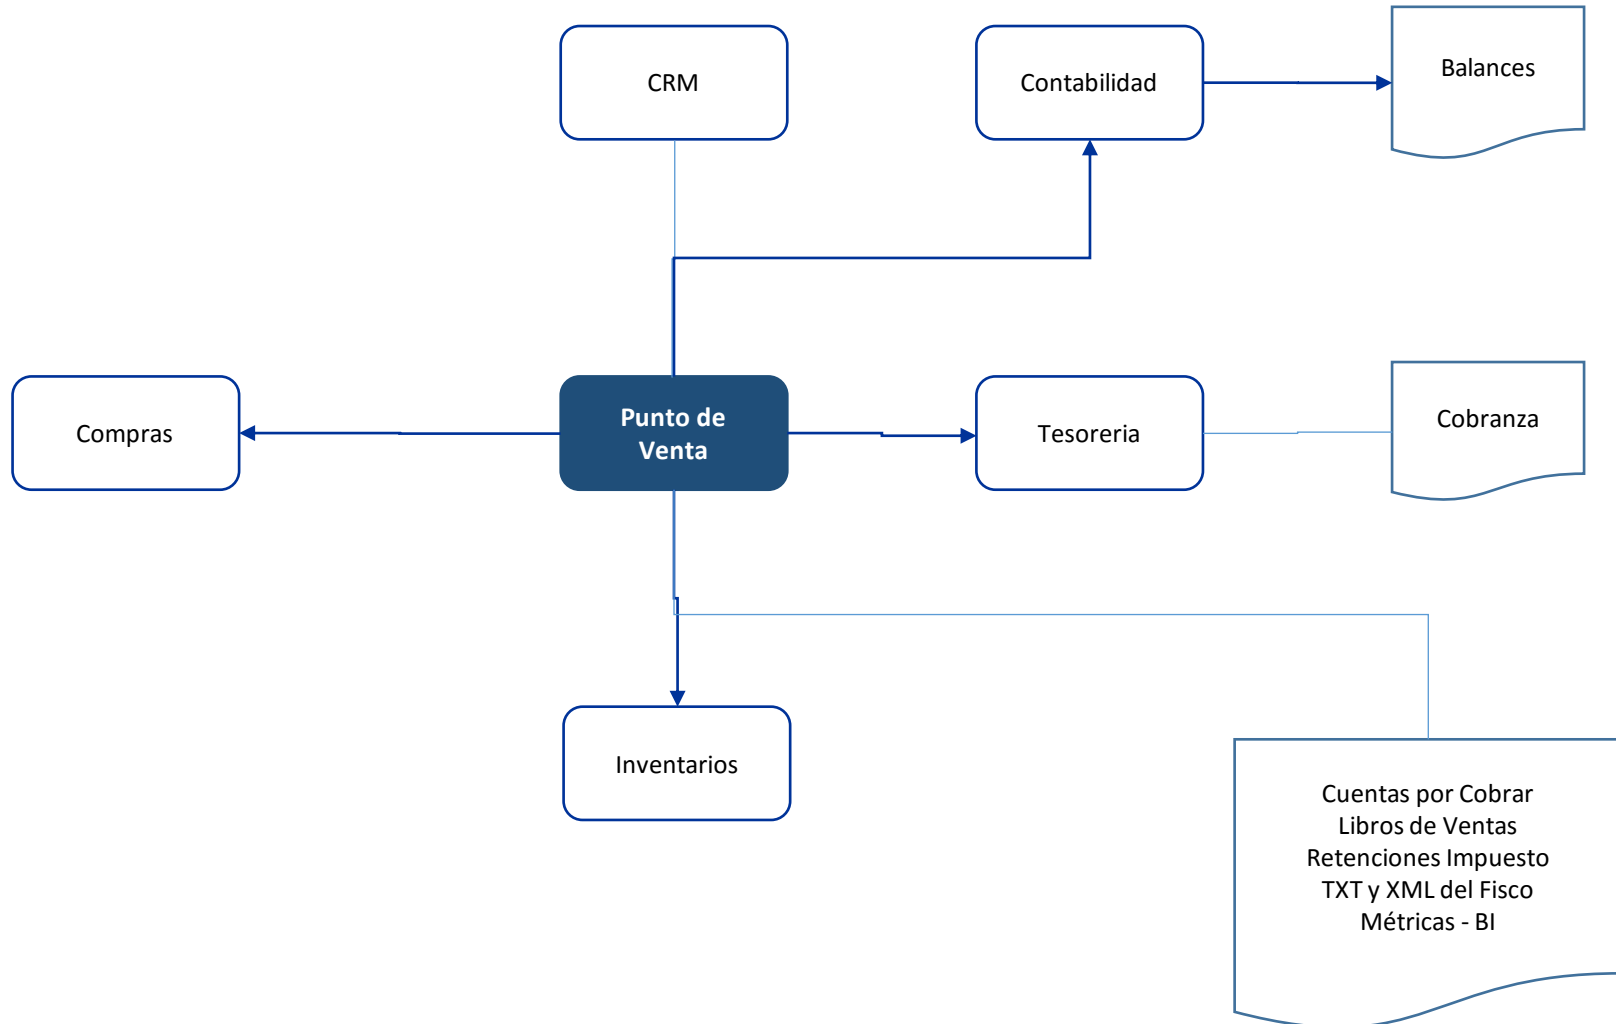 CRM
Contabilidad
Balances
Compras
Punto de
Venta
Tesoreria
Cobranza
Inventarios
Cuentas por Cobrar
Libros de Ventas
Retenciones Impuesto
TXT y XML del Fisco
Métricas - BI